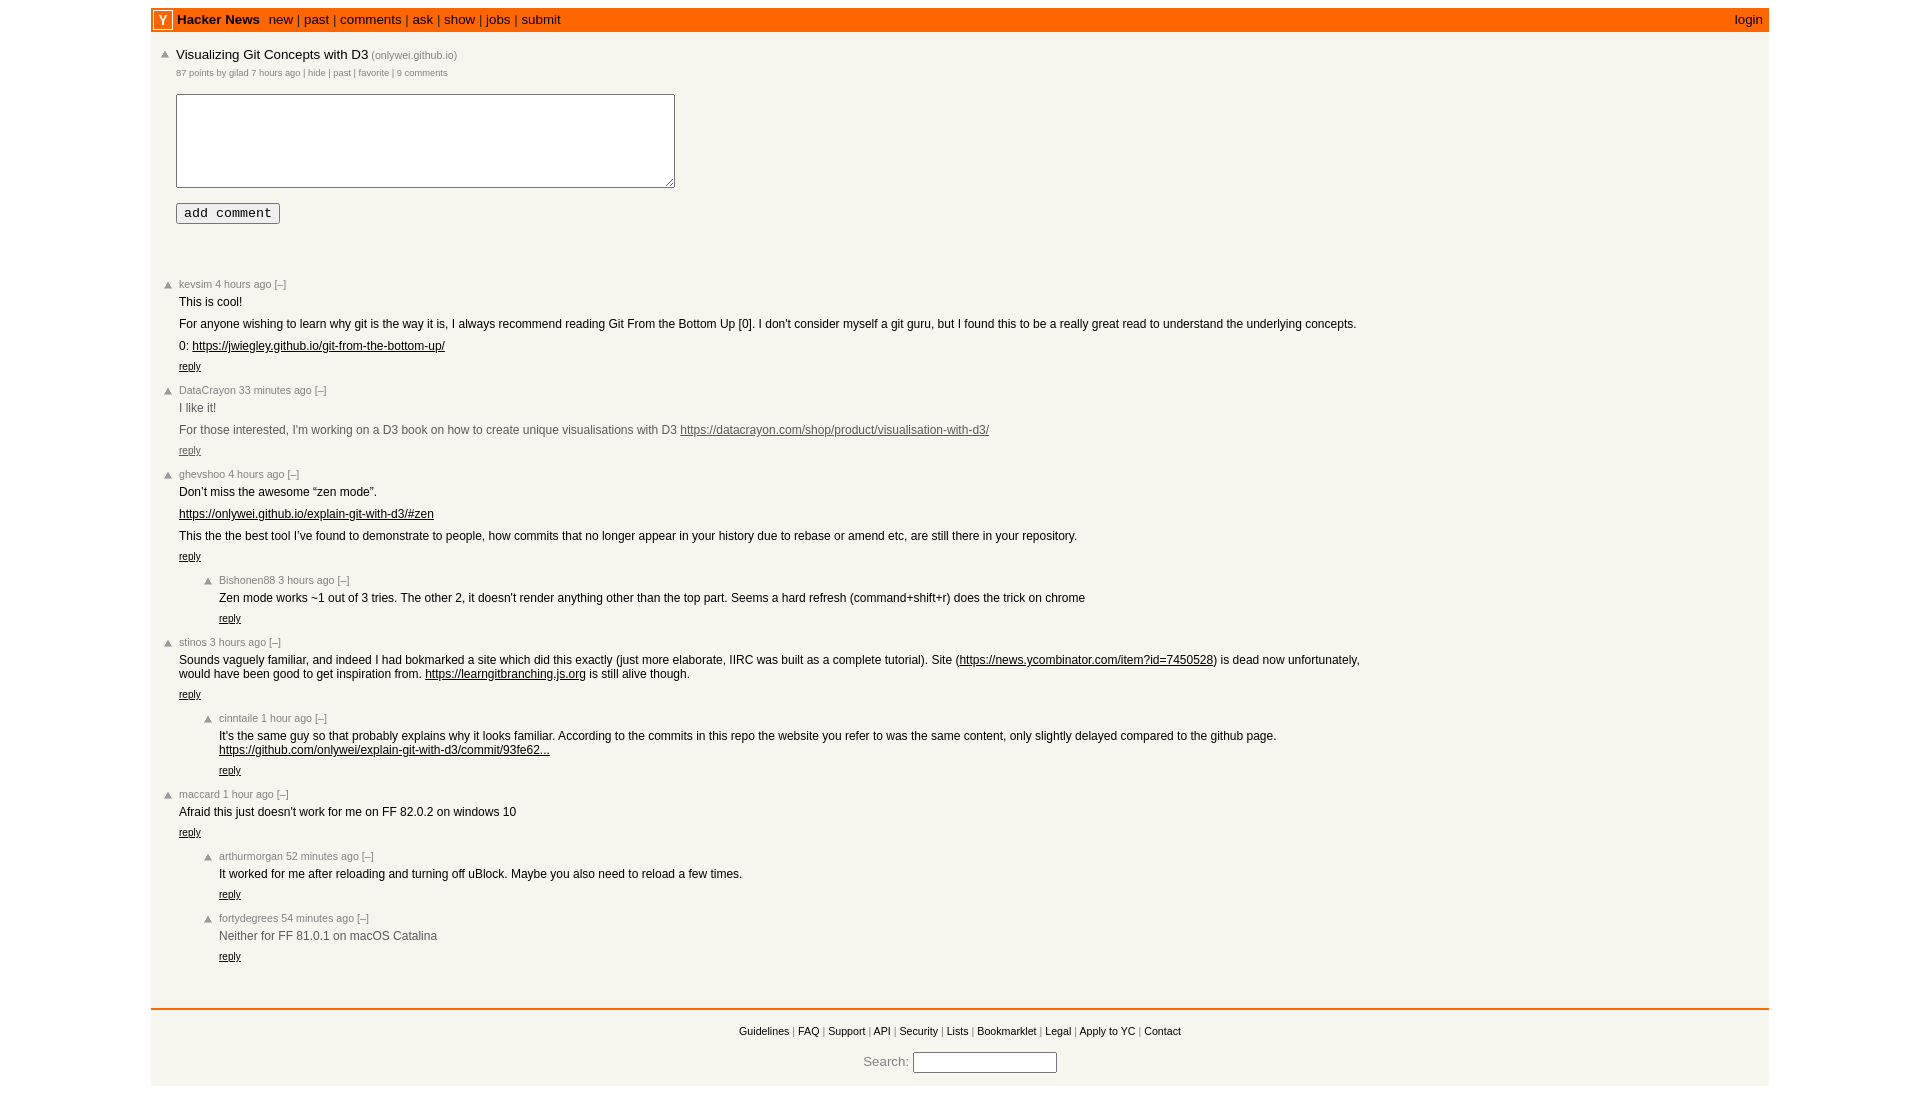 Y Hacker News new | past | comments | ask | show | jobs | submit login
Visualizing Git Concepts with D3 (onlywei.github.io)
87 points by gilad 7 hours ago | hide | past | favorite | 9 comments
add comment
kevsim 4 hours ago [–]
This is cool!
For anyone wishing to learn why git is the way it is, I always recommend reading Git From the Bottom Up [0]. I don't consider myself a git guru, but I found this to be a really great read to understand the underlying concepts.
0: https://jwiegley.github.io/git-from-the-bottom-up/
reply
DataCrayon 33 minutes ago [–]
I like it!
For those interested, I'm working on a D3 book on how to create unique visualisations with D3 https://datacrayon.com/shop/product/visualisation-with-d3/
reply
ghevshoo 4 hours ago [–]
Don’t miss the awesome “zen mode”.
https://onlywei.github.io/explain-git-with-d3/#zen
This the the best tool I’ve found to demonstrate to people, how commits that no longer appear in your history due to rebase or amend etc, are still there in your repository.
reply
Bishonen88 3 hours ago [–]
Zen mode works ~1 out of 3 tries. The other 2, it doesn't render anything other than the top part. Seems a hard refresh (command+shift+r) does the trick on chrome
reply
stinos 3 hours ago [–]
Sounds vaguely familiar, and indeed I had bokmarked a site which did this exactly (just more elaborate, IIRC was built as a complete tutorial). Site (https://news.ycombinator.com/item?id=7450528) is dead now unfortunately,
would have been good to get inspiration from. https://learngitbranching.js.org is still alive though.
reply
cinntaile 1 hour ago [–]
It's the same guy so that probably explains why it looks familiar. According to the commits in this repo the website you refer to was the same content, only slightly delayed compared to the github page.
https://github.com/onlywei/explain-git-with-d3/commit/93fe62...
reply
maccard 1 hour ago [–]
Afraid this just doesn't work for me on FF 82.0.2 on windows 10
reply
arthurmorgan 52 minutes ago [–]
It worked for me after reloading and turning off uBlock. Maybe you also need to reload a few times.
reply
fortydegrees 54 minutes ago [–]
Neither for FF 81.0.1 on macOS Catalina
reply
Guidelines | FAQ | Support | API | Security | Lists | Bookmarklet | Legal | Apply to YC | Contact
Search: